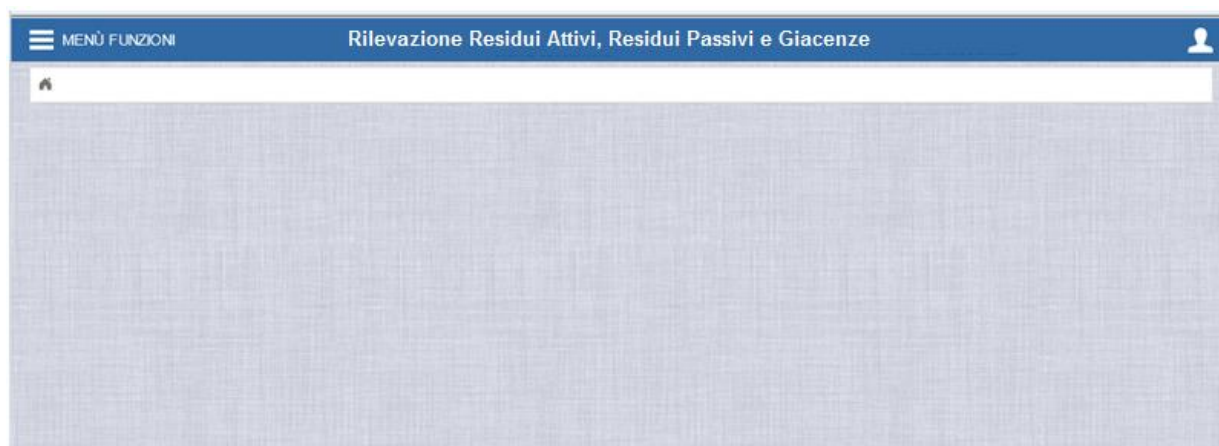 MENÙ FUNZIONI
Rilevazione Residui Attivi, Residui Passivi e Giacenze